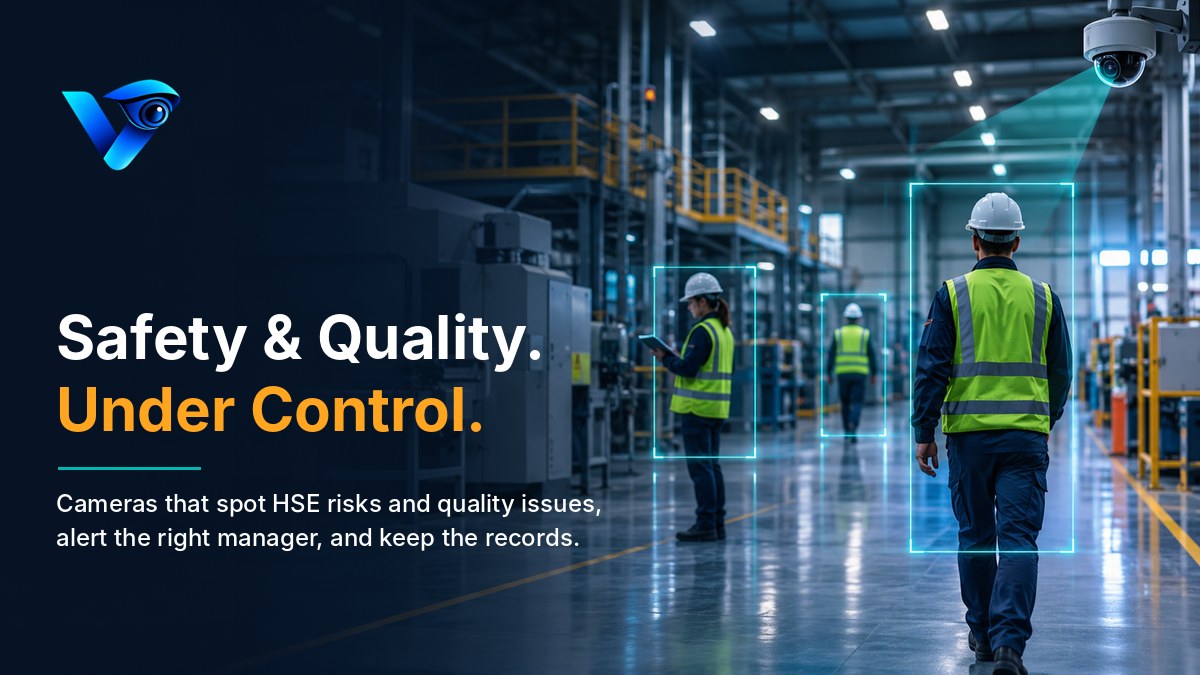 Safety & Quality.
Under Control.
Cameras that spot HSE risks and quality issues,
alert the right manager, and keep the records.